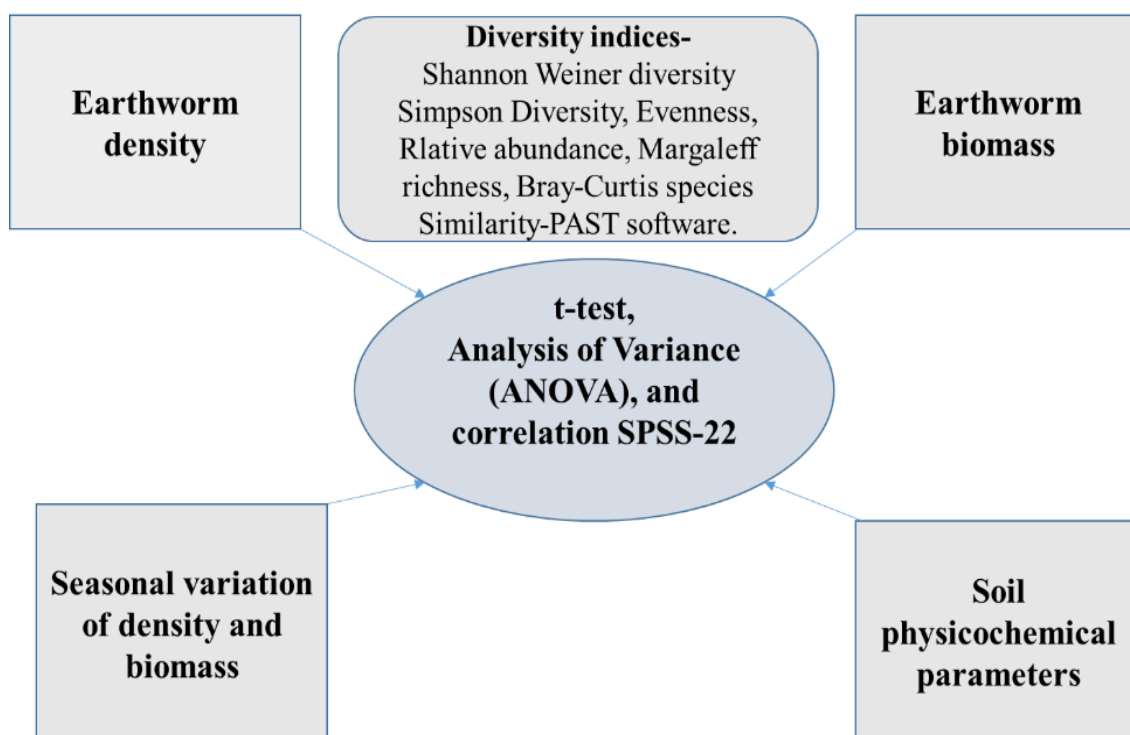 Earthworm
density
Diversity indices-
Shannon Weiner diversity
Simpson Diversity, Evenness,
Rlative abundance, Margaleff
richness, Bray-Curtis species
Similarity-PAST software.
Earthworm
biomass
t-test,
Analysis of Variance
(ANOVA), and
correlation SPSS-22
Seasonal variation
of density and
biomass
Soil
physicochemical
parameters